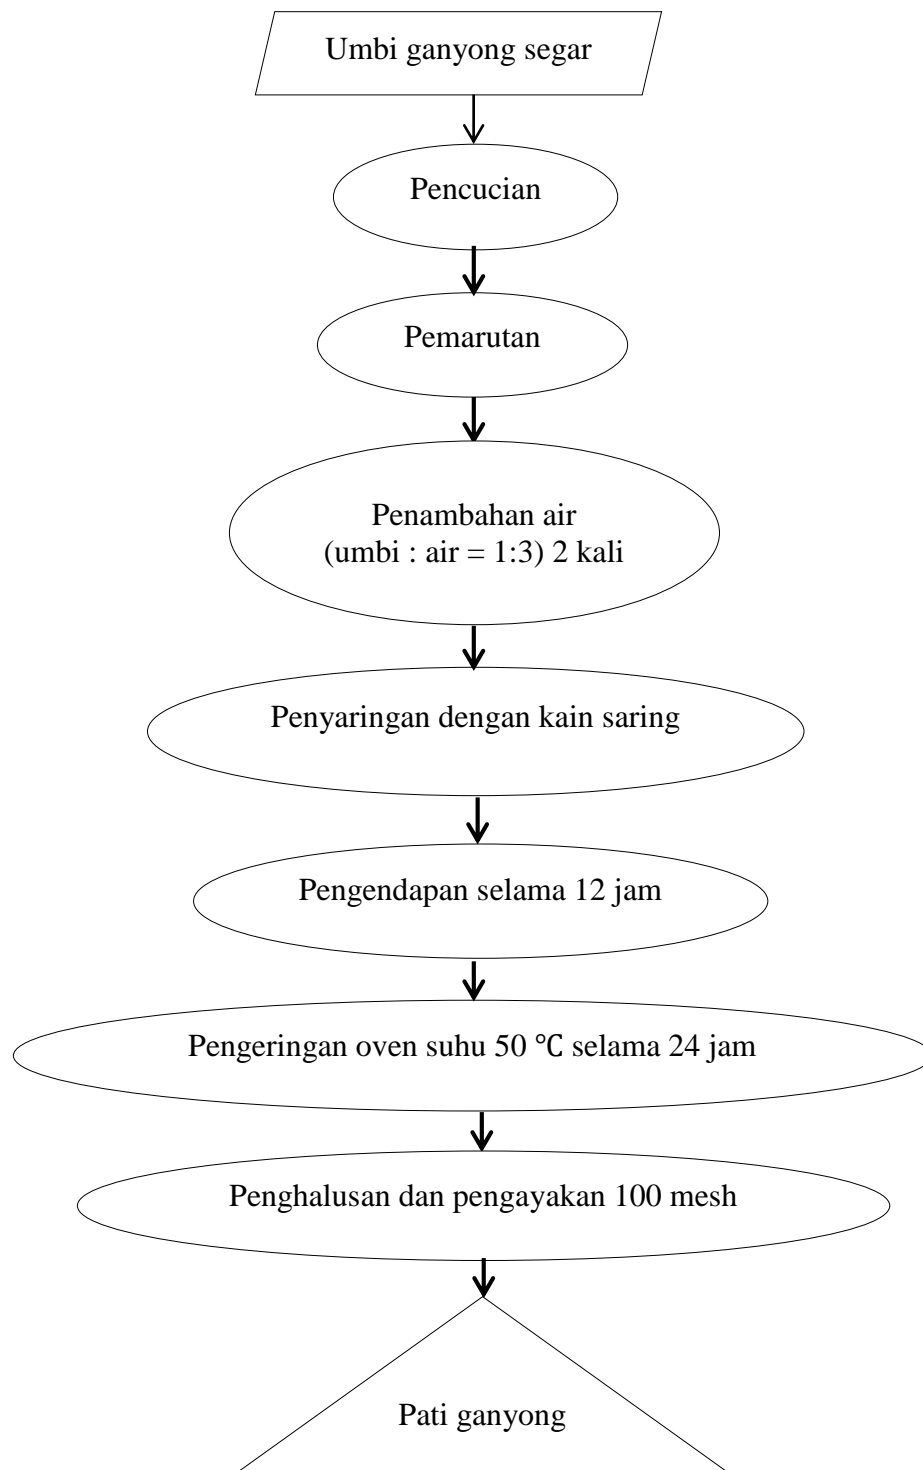 Umbi ganyong segar
Pencucian
Pemarutan
Penambahan air
(umbi : air = 1:3) 2 kali
Penyaringan dengan kain saring
Pengendapan selama 12 jam
Pengeringan oven suhu 50 ℃ selama 24 jam
Penghalusan dan pengayakan 100 mesh
Pati ganyong